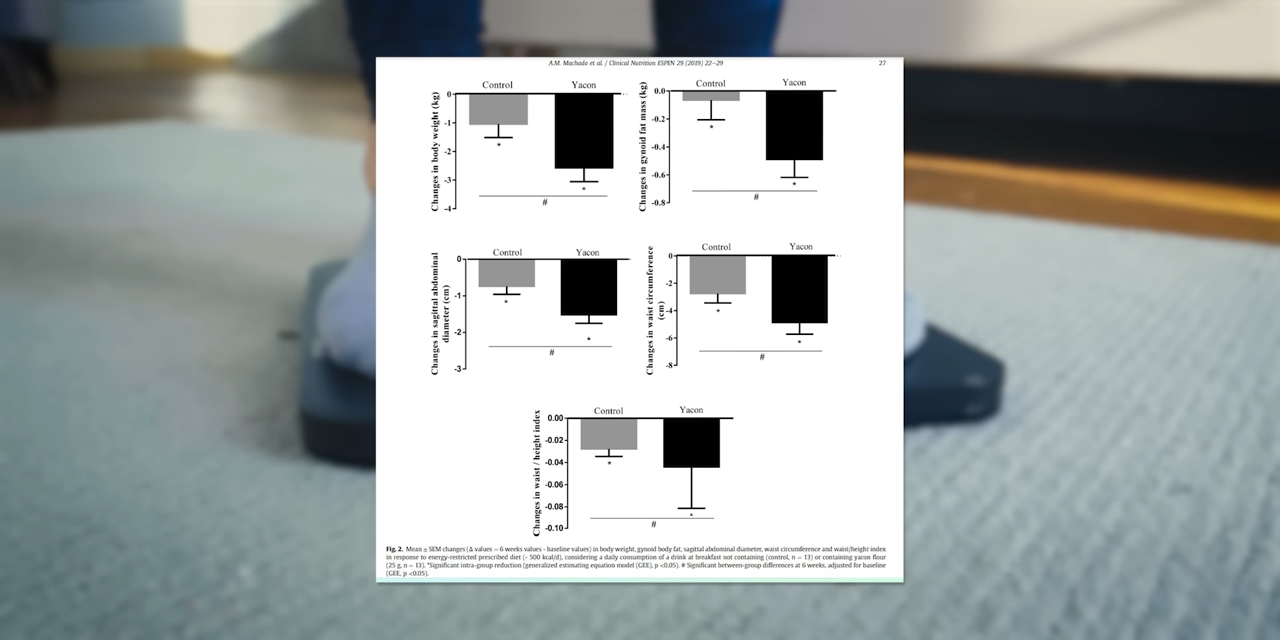 A.M. Machado et al. / Clinical Nutrition ESPEN 29 (2019) 22–29
27
Control Yacon
Changes in body weight (kg)
0
-1
-2
-3
-4
*
*
#
Control Yacon
Changes in gynoid fat mass (kg)
0.0
-0.2
-0.4
-0.6
-0.8
*
*
#
Control Yacon
Changes in sagittal abdominal
diameter (cm)
0
-1
-2
-3
*
*
#
Control Yacon
Changes in waist circumference
(cm)
0
-2
-4
-6
-8
*
*
#
Control Yacon
Changes in waist / height index
0.00
-0.02
-0.04
-0.06
-0.08
-0.10
*
*
#
Fig. 2. Mean ± SEM changes (Δ values = 6 weeks values - baseline values) in body weight, gynoid body fat, sagittal abdominal diameter, waist circumference and waist/height index
in response to energy-restricted prescribed diet (- 500 kcal/d), considering a daily consumption of a drink at breakfast not containing (control, n = 13) or containing yacon flour
(25 g, n = 13). *Significant intra-group reduction (generalized estimating equation model (GEE), p <0.05). # Significant between-group differences at 6 weeks, adjusted for baseline
(GEE, p <0.05).